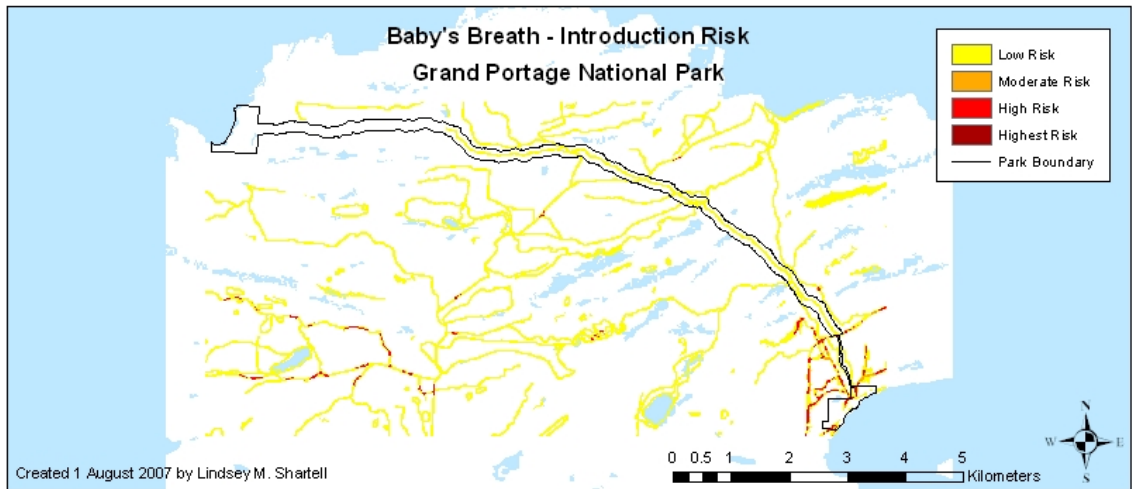 Baby's Breath - Introduction Risk
Grand Portage National Park
Low Risk
Moderate Risk
High Risk
Highest Risk
Park Boundary
N
W E
S
Created 1 August 2007 by Lindsey M. Shartell
0 0.5 1 2 3 4 5
Kilometers